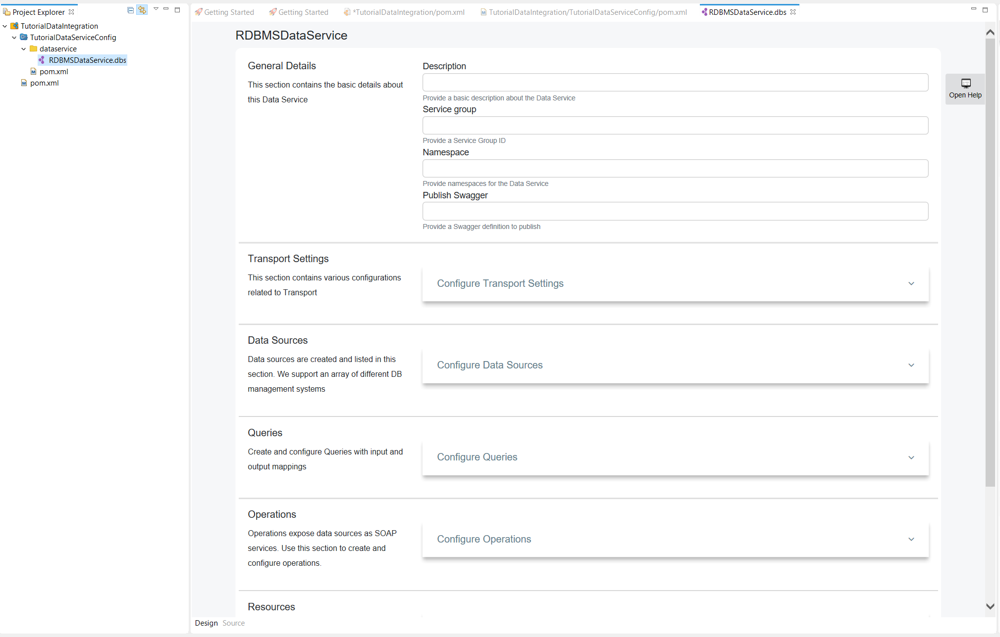 Project Explorer
TutorialDataIntegration
TutorialDataServiceConfig
dataservice
RDBMSDataService.dbs
pom.xml
pom.xml
Getting Started
Getting Started
*TutorialDataIntegration/pom.xml
TutorialDataIntegration/TutorialDataServiceConfig/pom.xml
RDBMSDataService.dbs
RDBMSDataService
General Details
This section contains the basic details about
this Data Service
Description
Provide a basic description about the Data Service
Service group
Provide a Service Group ID
Namespace
Provide namespaces for the Data Service
Publish Swagger
Provide a Swagger definition to publish
Open Help
Transport Settings
This section contains various configurations
related to Transport
Configure Transport Settings
Data Sources
Data sources are created and listed in this
section. We support an array of different DB
management systems
Configure Data Sources
Queries
Create and configure Queries with input and
output mappings
Configure Queries
Operations
Operations expose data sources as SOAP
services. Use this section to create and
configure operations.
Configure Operations
Resources
Design Source